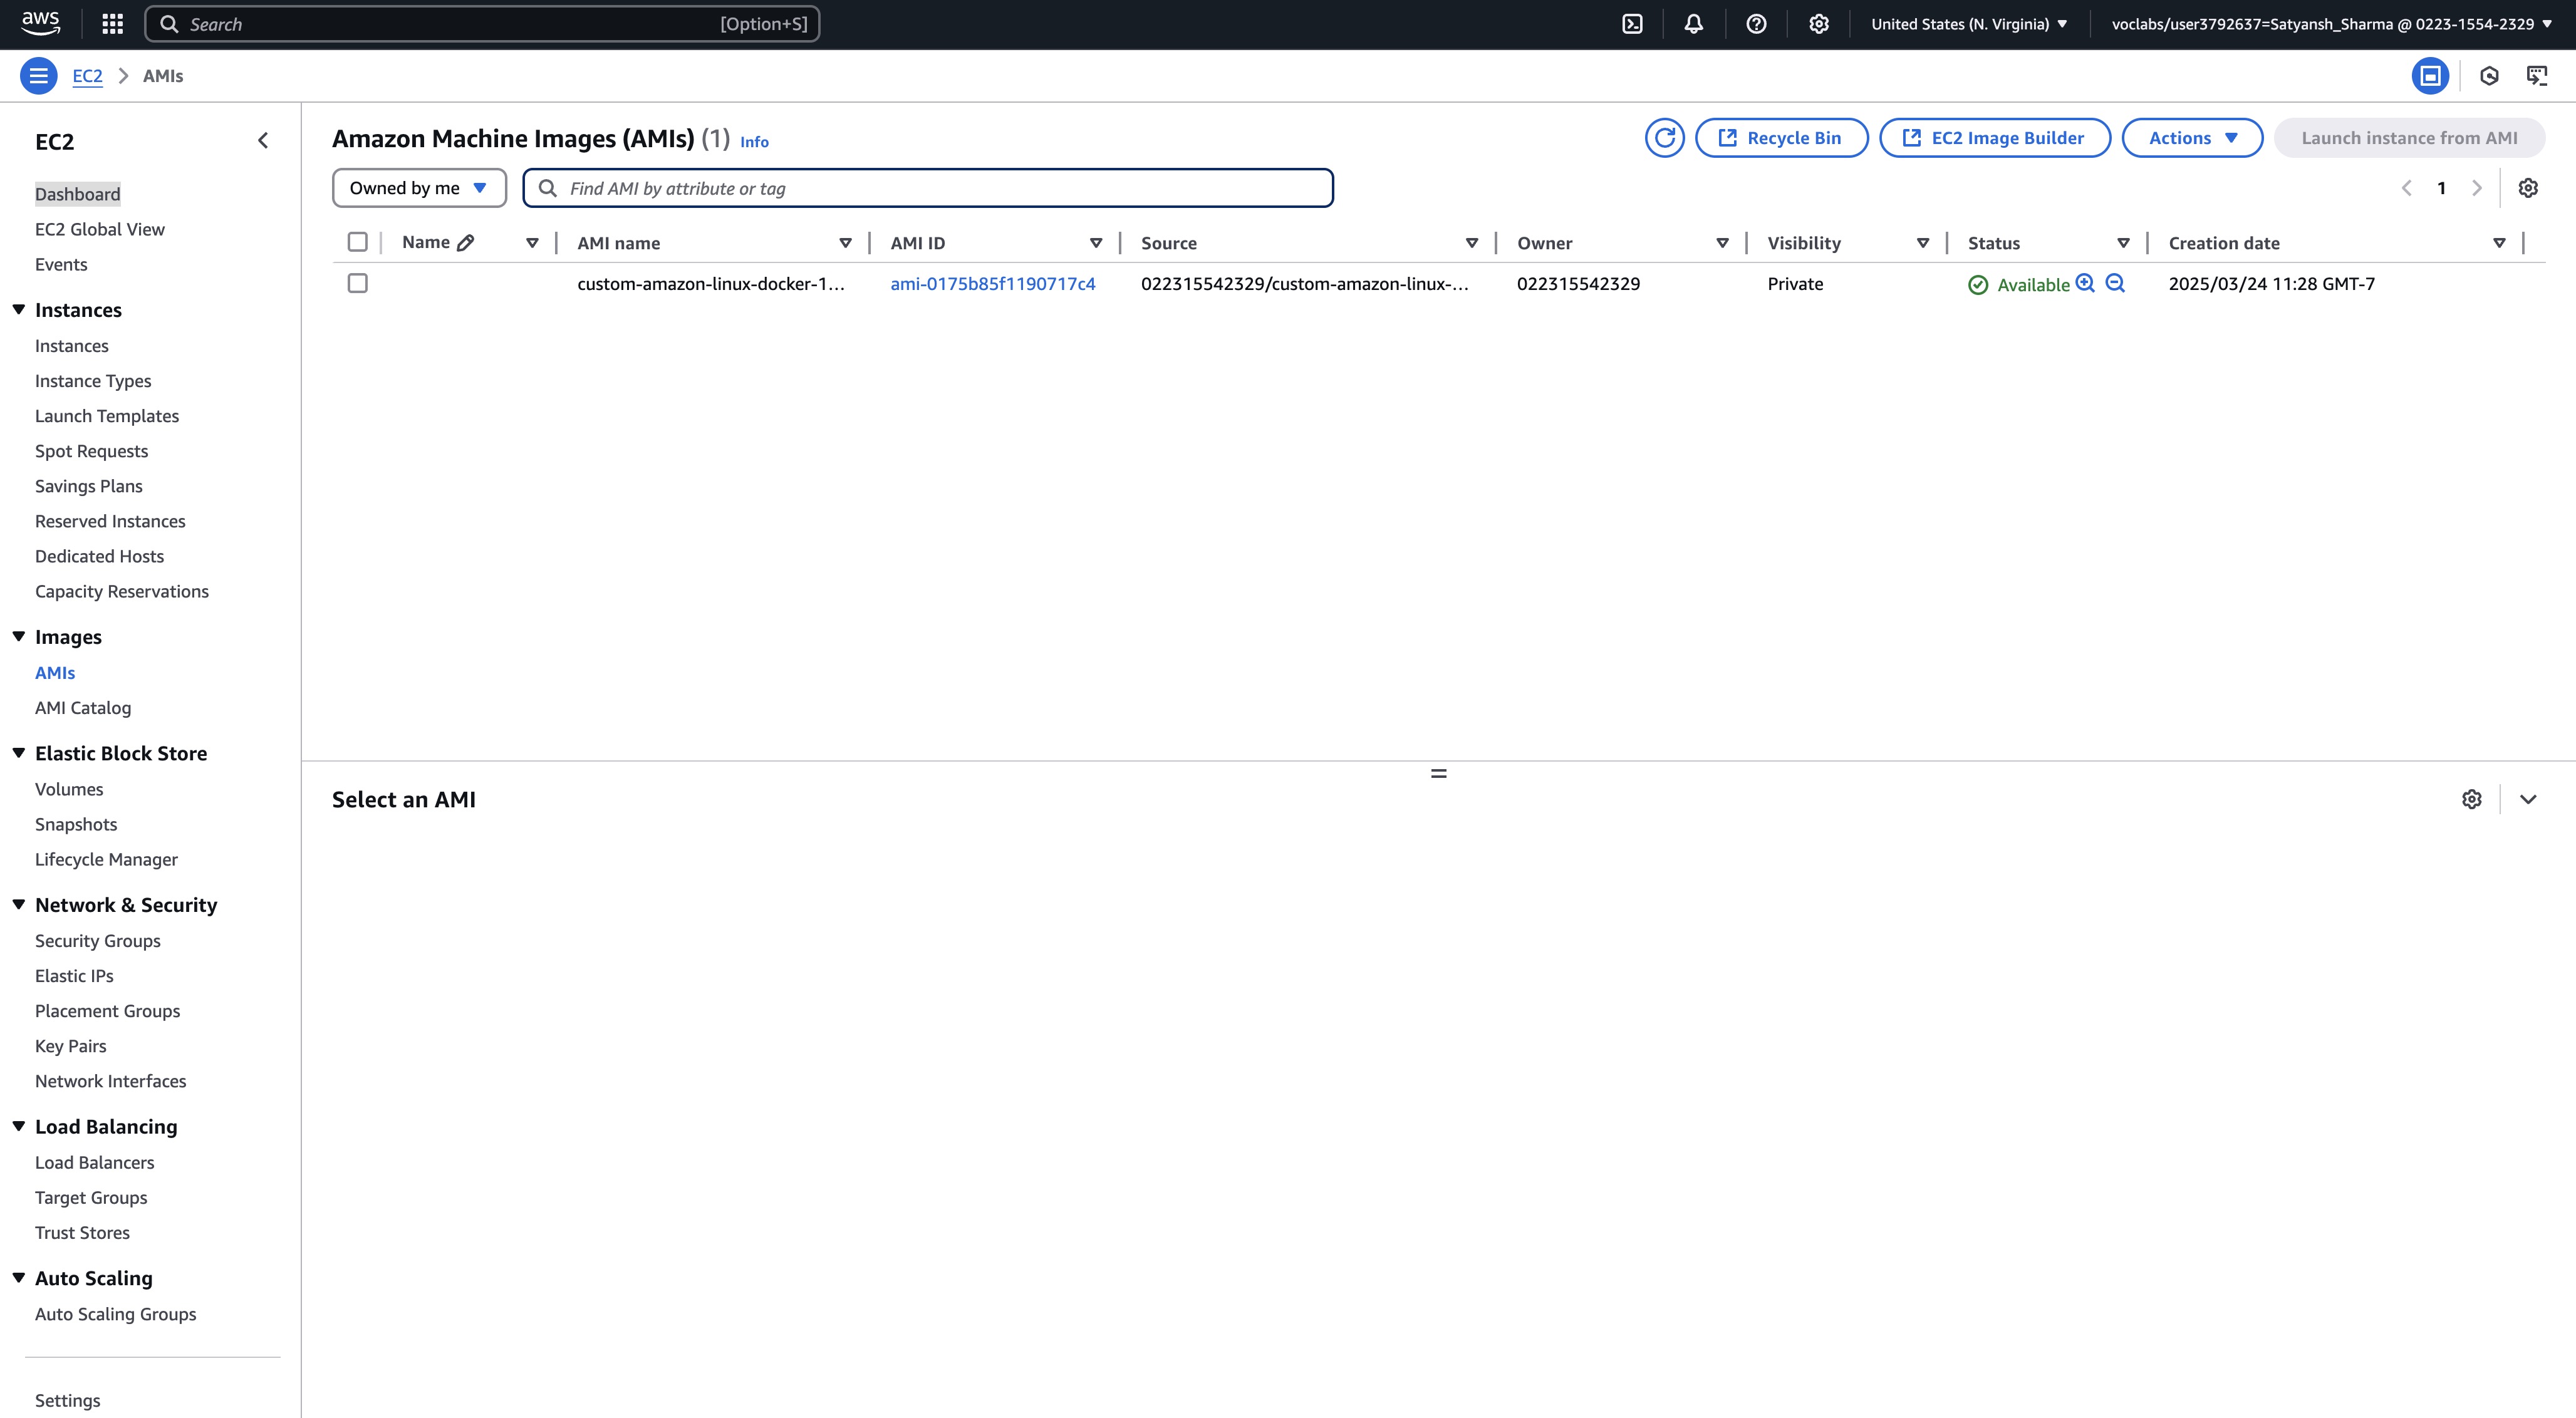 aws
Search [Option+S] United States (N. Virginia) voclabs/user3792637=Satyansh_Sharma @ 0223-1554-2329
EC2 AMIs
EC2
Dashboard
EC2 Global View
Events
Instances
Instances
Instance Types
Launch Templates
Spot Requests
Savings Plans
Reserved Instances
Dedicated Hosts
Capacity Reservations
Images
AMIs
AMI Catalog
Elastic Block Store
Volumes
Snapshots
Lifecycle Manager
Network & Security
Security Groups
Elastic IPs
Placement Groups
Key Pairs
Network Interfaces
Load Balancing
Load Balancers
Target Groups
Trust Stores
Auto Scaling
Auto Scaling Groups
Settings
Amazon Machine Images (AMIs) (1) Info Recycle Bin EC2 Image Builder Actions Launch instance from AMI
Owned by me Find AMI by attribute or tag 1
Name AMI name AMI ID Source Owner Visibility Status Creation date
custom-amazon-linux-docker-1... ami-0175b85f1190717c4 022315542329/custom-amazon-linux-... 022315542329 Private Available 2025/03/24 11:28 GMT-7
Select an AMI